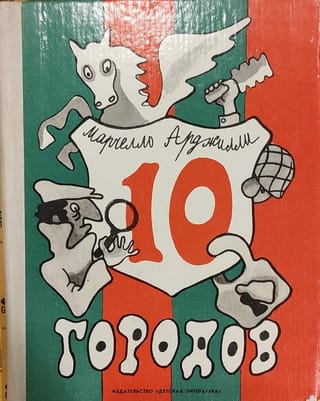 Марчелло Арджилли
10
ГОРОДОВ
ИЗДАТЕЛЬСТВО «ДЕТСКАЯ ЛИТЕРАТУРА»